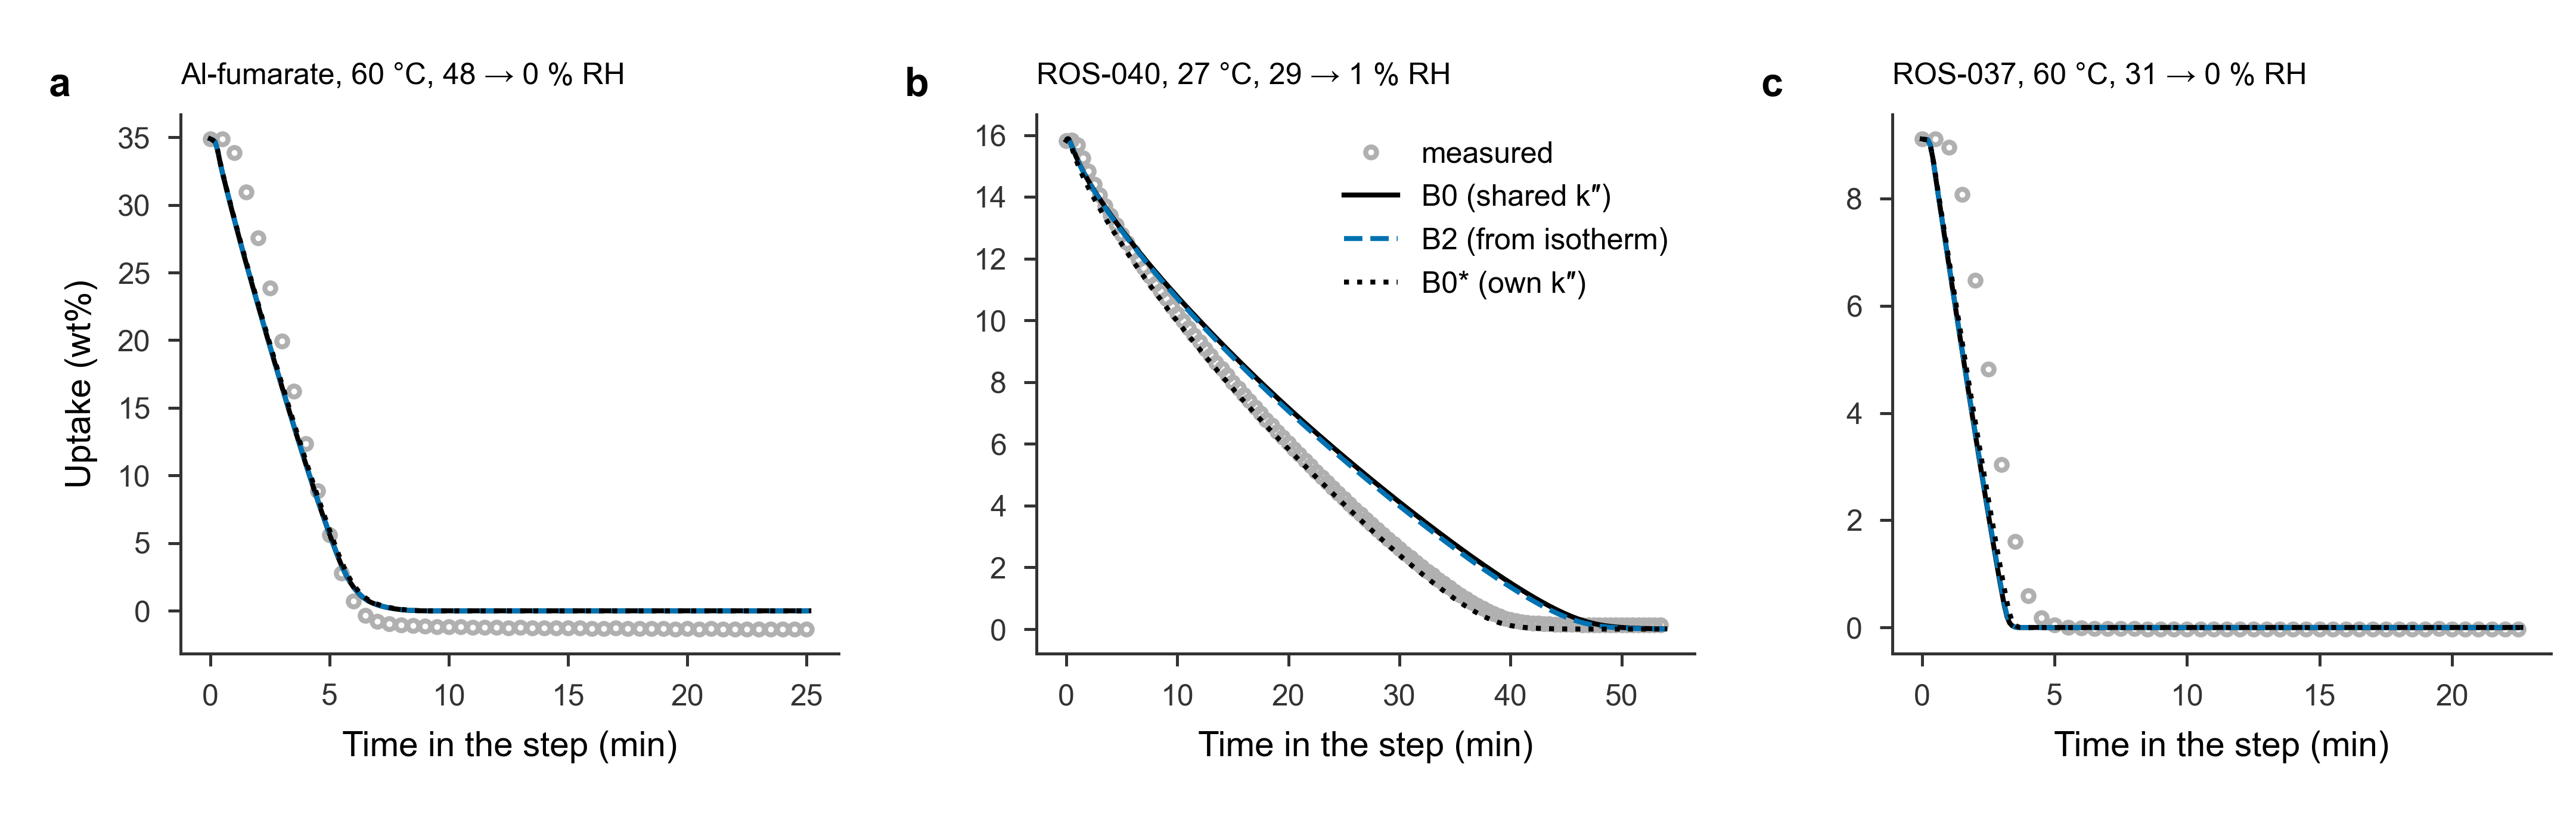 a
Al-fumarate, 60 °C, 48 → 0 % RH
35
30
25
20
15
10
5
0
Uptake (wt%)
0 5 10 15 20 25
Time in the step (min)
b
ROS-040, 27 °C, 29 → 1 % RH
16
14
12
10
8
6
4
2
0
measured
B0 (shared k″)
B2 (from isotherm)
B0* (own k″)
0 10 20 30 40 50
Time in the step (min)
c
ROS-037, 60 °C, 31 → 0 % RH
8
6
4
2
0
0 5 10 15 20
Time in the step (min)